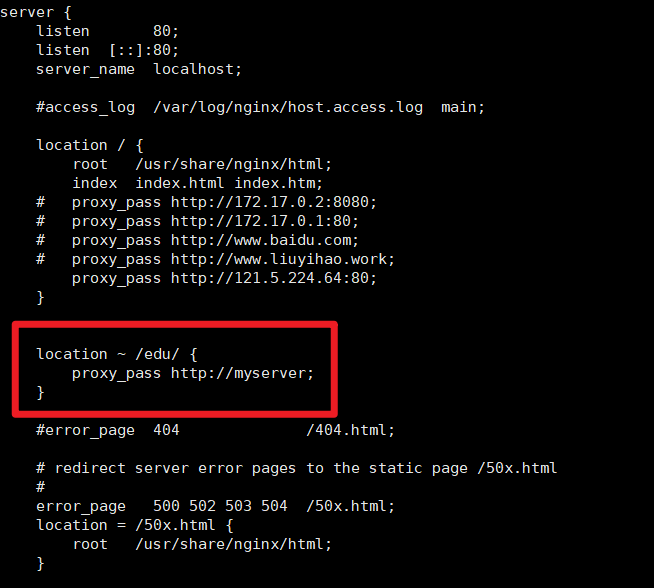 server {
    listen       80;
    listen  [::]:80;
    server_name  localhost;

    #access_log  /var/log/nginx/host.access.log  main;

    location / {
        root   /usr/share/nginx/html;
        index  index.html index.htm;
    #   proxy_pass http://172.17.0.2:8080;
    #   proxy_pass http://172.17.0.1:80;
    #   proxy_pass http://www.baidu.com;
    #   proxy_pass http://www.liuyihao.work;
        proxy_pass http://121.5.224.64:80;
    }

    location ~ /edu/ {
        proxy_pass http://myserver;
    }

    #error_page  404              /404.html;

    # redirect server error pages to the static page /50x.html
    #
    error_page   500 502 503 504  /50x.html;
    location = /50x.html {
        root   /usr/share/nginx/html;
    }